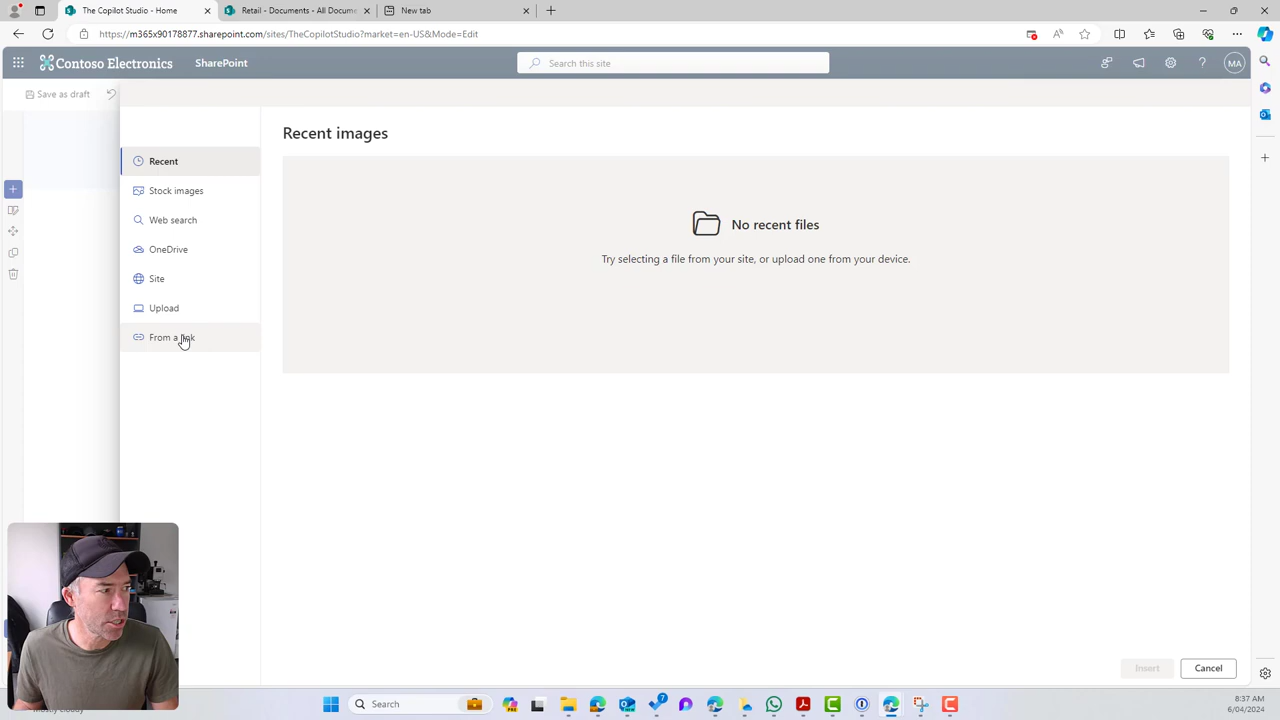 The Copilot Studio - Home
Retail - Documents - All Docume
New tab
https://m365x90178877.sharepoint.com/sites/TheCopilotStudio?market=en-US&Mode=Edit
Contoso Electronics
SharePoint
Search this site
MA
Save as draft
Recent images
Recent
Stock images
Web search
OneDrive
Site
Upload
From a link
No recent files
Try selecting a file from your site, or upload one from your device.
Insert
Cancel
Search
7
8:37 AM
6/04/2024
Mostly cloudy